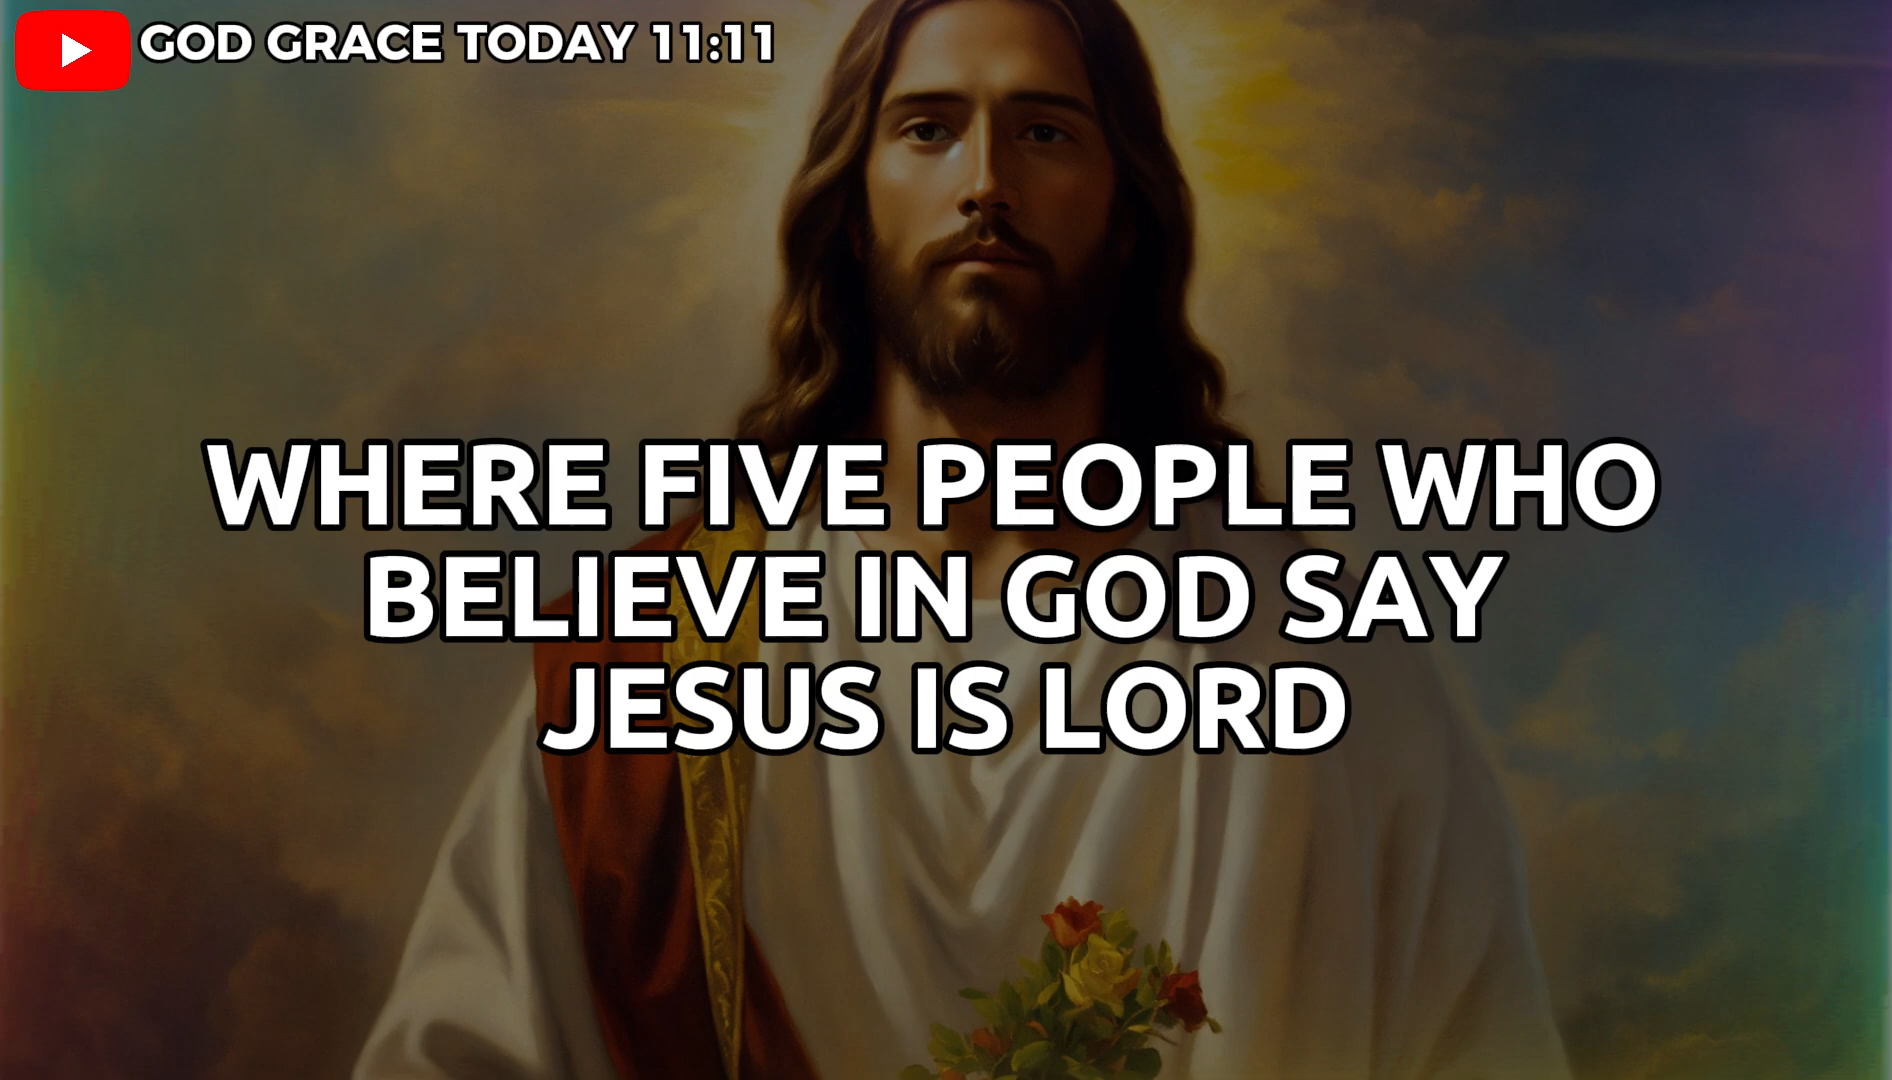 GOD GRACE TODAY 11:11
WHERE FIVE PEOPLE WHO
BELIEVE IN GOD SAY
JESUS IS LORD